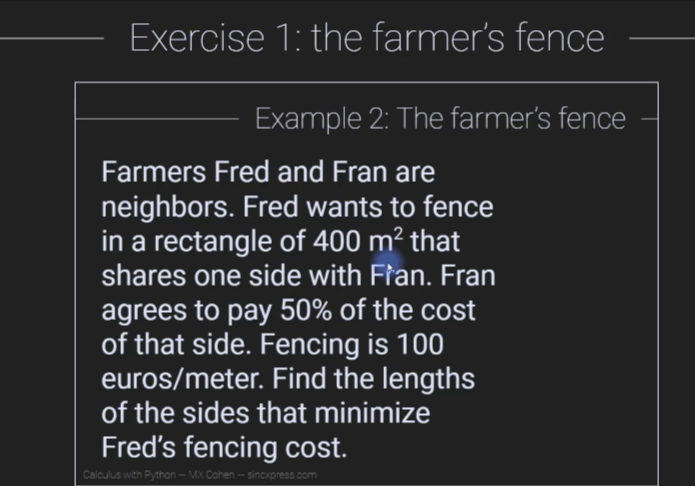 Exercise 1: the farmer's fence
Example 2: The farmer's fence
Farmers Fred and Fran are
neighbors. Fred wants to fence
in a rectangle of 400 m² that
shares one side with Fran. Fran
agrees to pay 50% of the cost
of that side. Fencing is 100
euros/meter. Find the lengths
of the sides that minimize
Fred's fencing cost.
Calculus with Python — MX Cohen — sincxpress.com